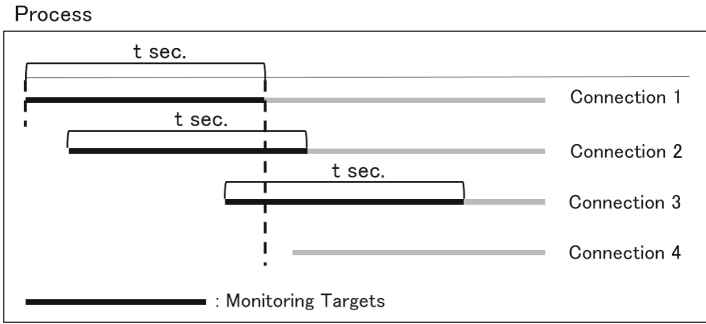 Process
t sec.
Connection 1
t sec.
Connection 2
t sec.
Connection 3
Connection 4
: Monitoring Targets